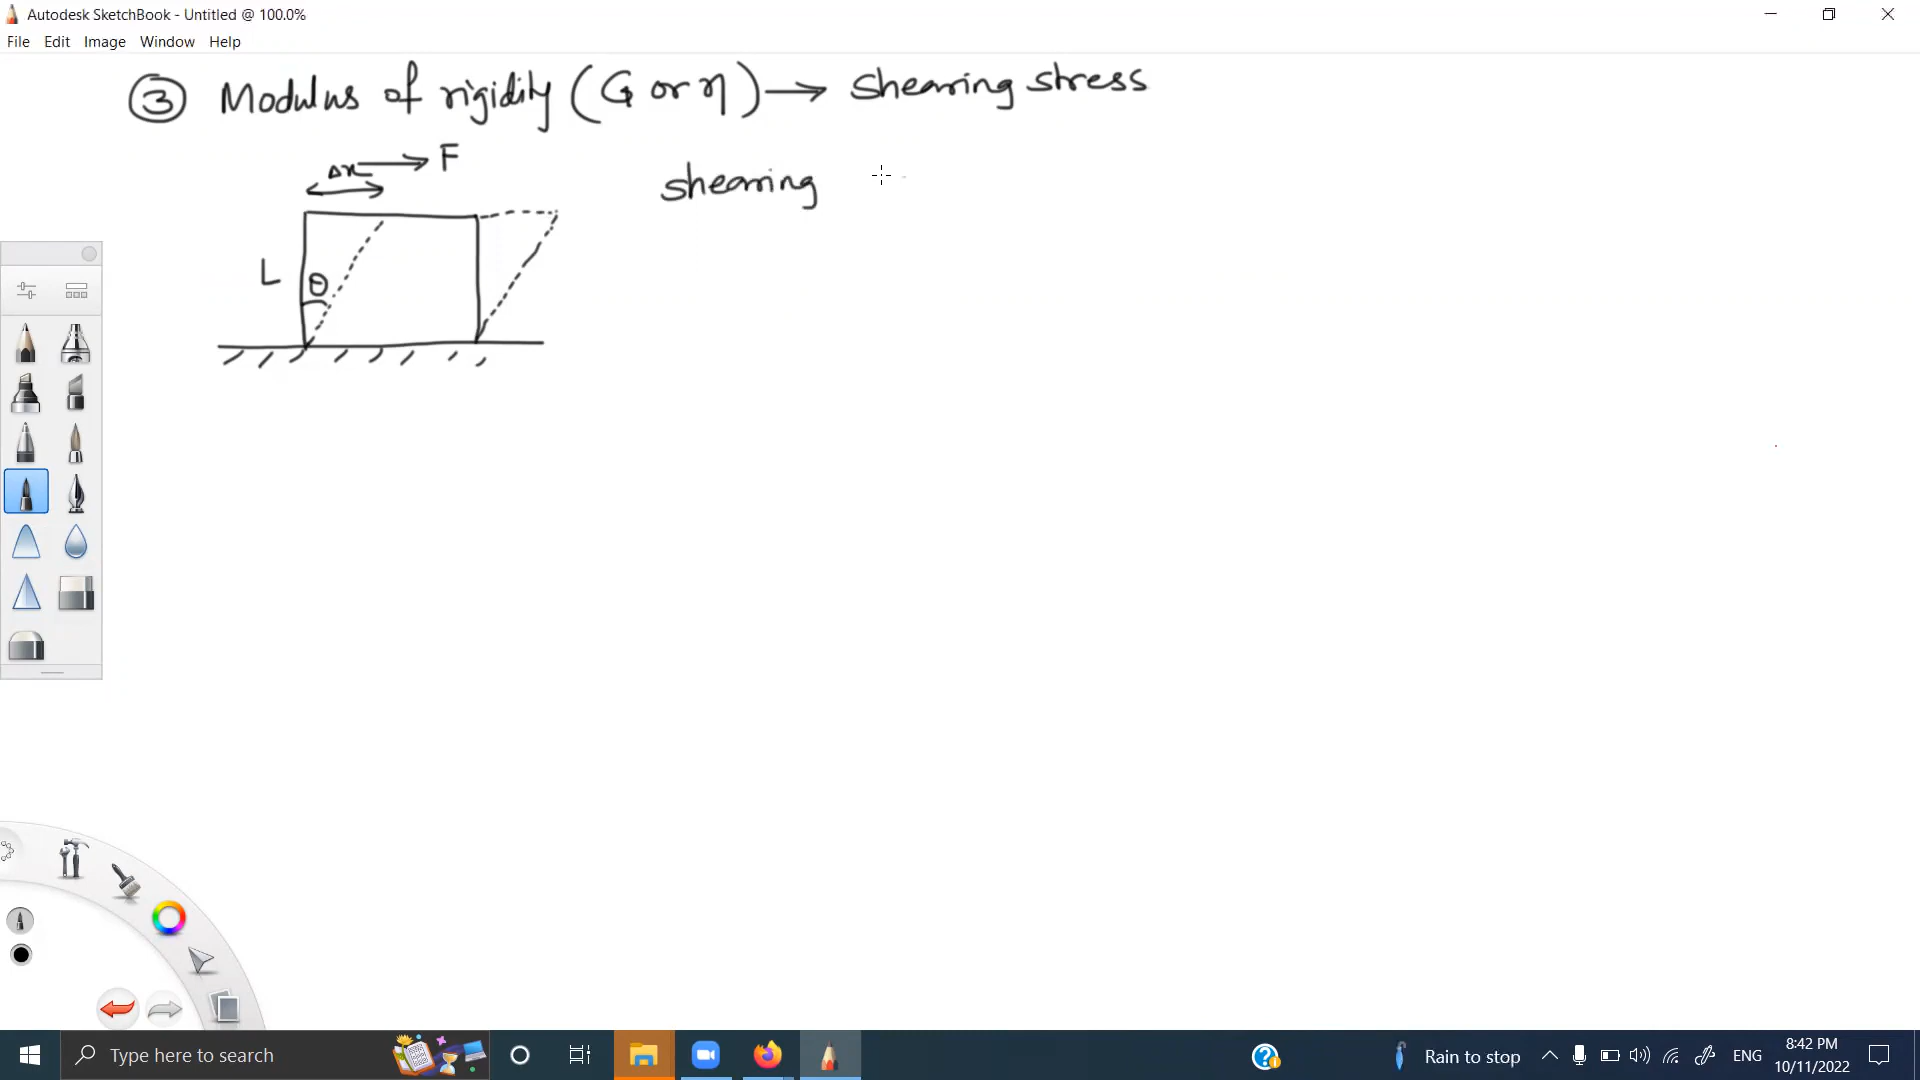 Autodesk SketchBook - Untitled @ 100.0%
File Edit Image Window Help
③ Modulus of rigidity (G or η) → Shearing stress
Δx → F
shearing
L θ
Type here to search
Rain to stop
ENG
8:42 PM
10/11/2022